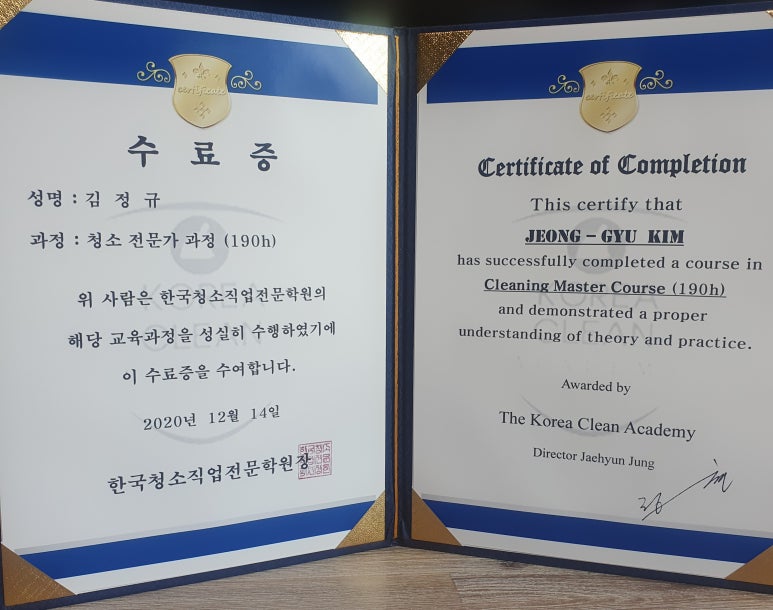 certificate
수 료 증
성명 : 김 정 규
과정 : 청소 전문가 과정 (190h)
위 사람은 한국청소직업전문학원의
해당 교육과정을 성실히 수행하였기에
이 수료증을 수여합니다.
2020년 12월 14일
한국청소직업전문학원장
KOREA
CLEAN
certificate
Certificate of Completion
This certify that
JEONG - GYU KIM
has successfully completed a course in
Cleaning Master Course (190h)
and demonstrated a proper
understanding of theory and practice.
Awarded by
The Korea Clean Academy
Director Jaehyun Jung
KOREA
CLEAN